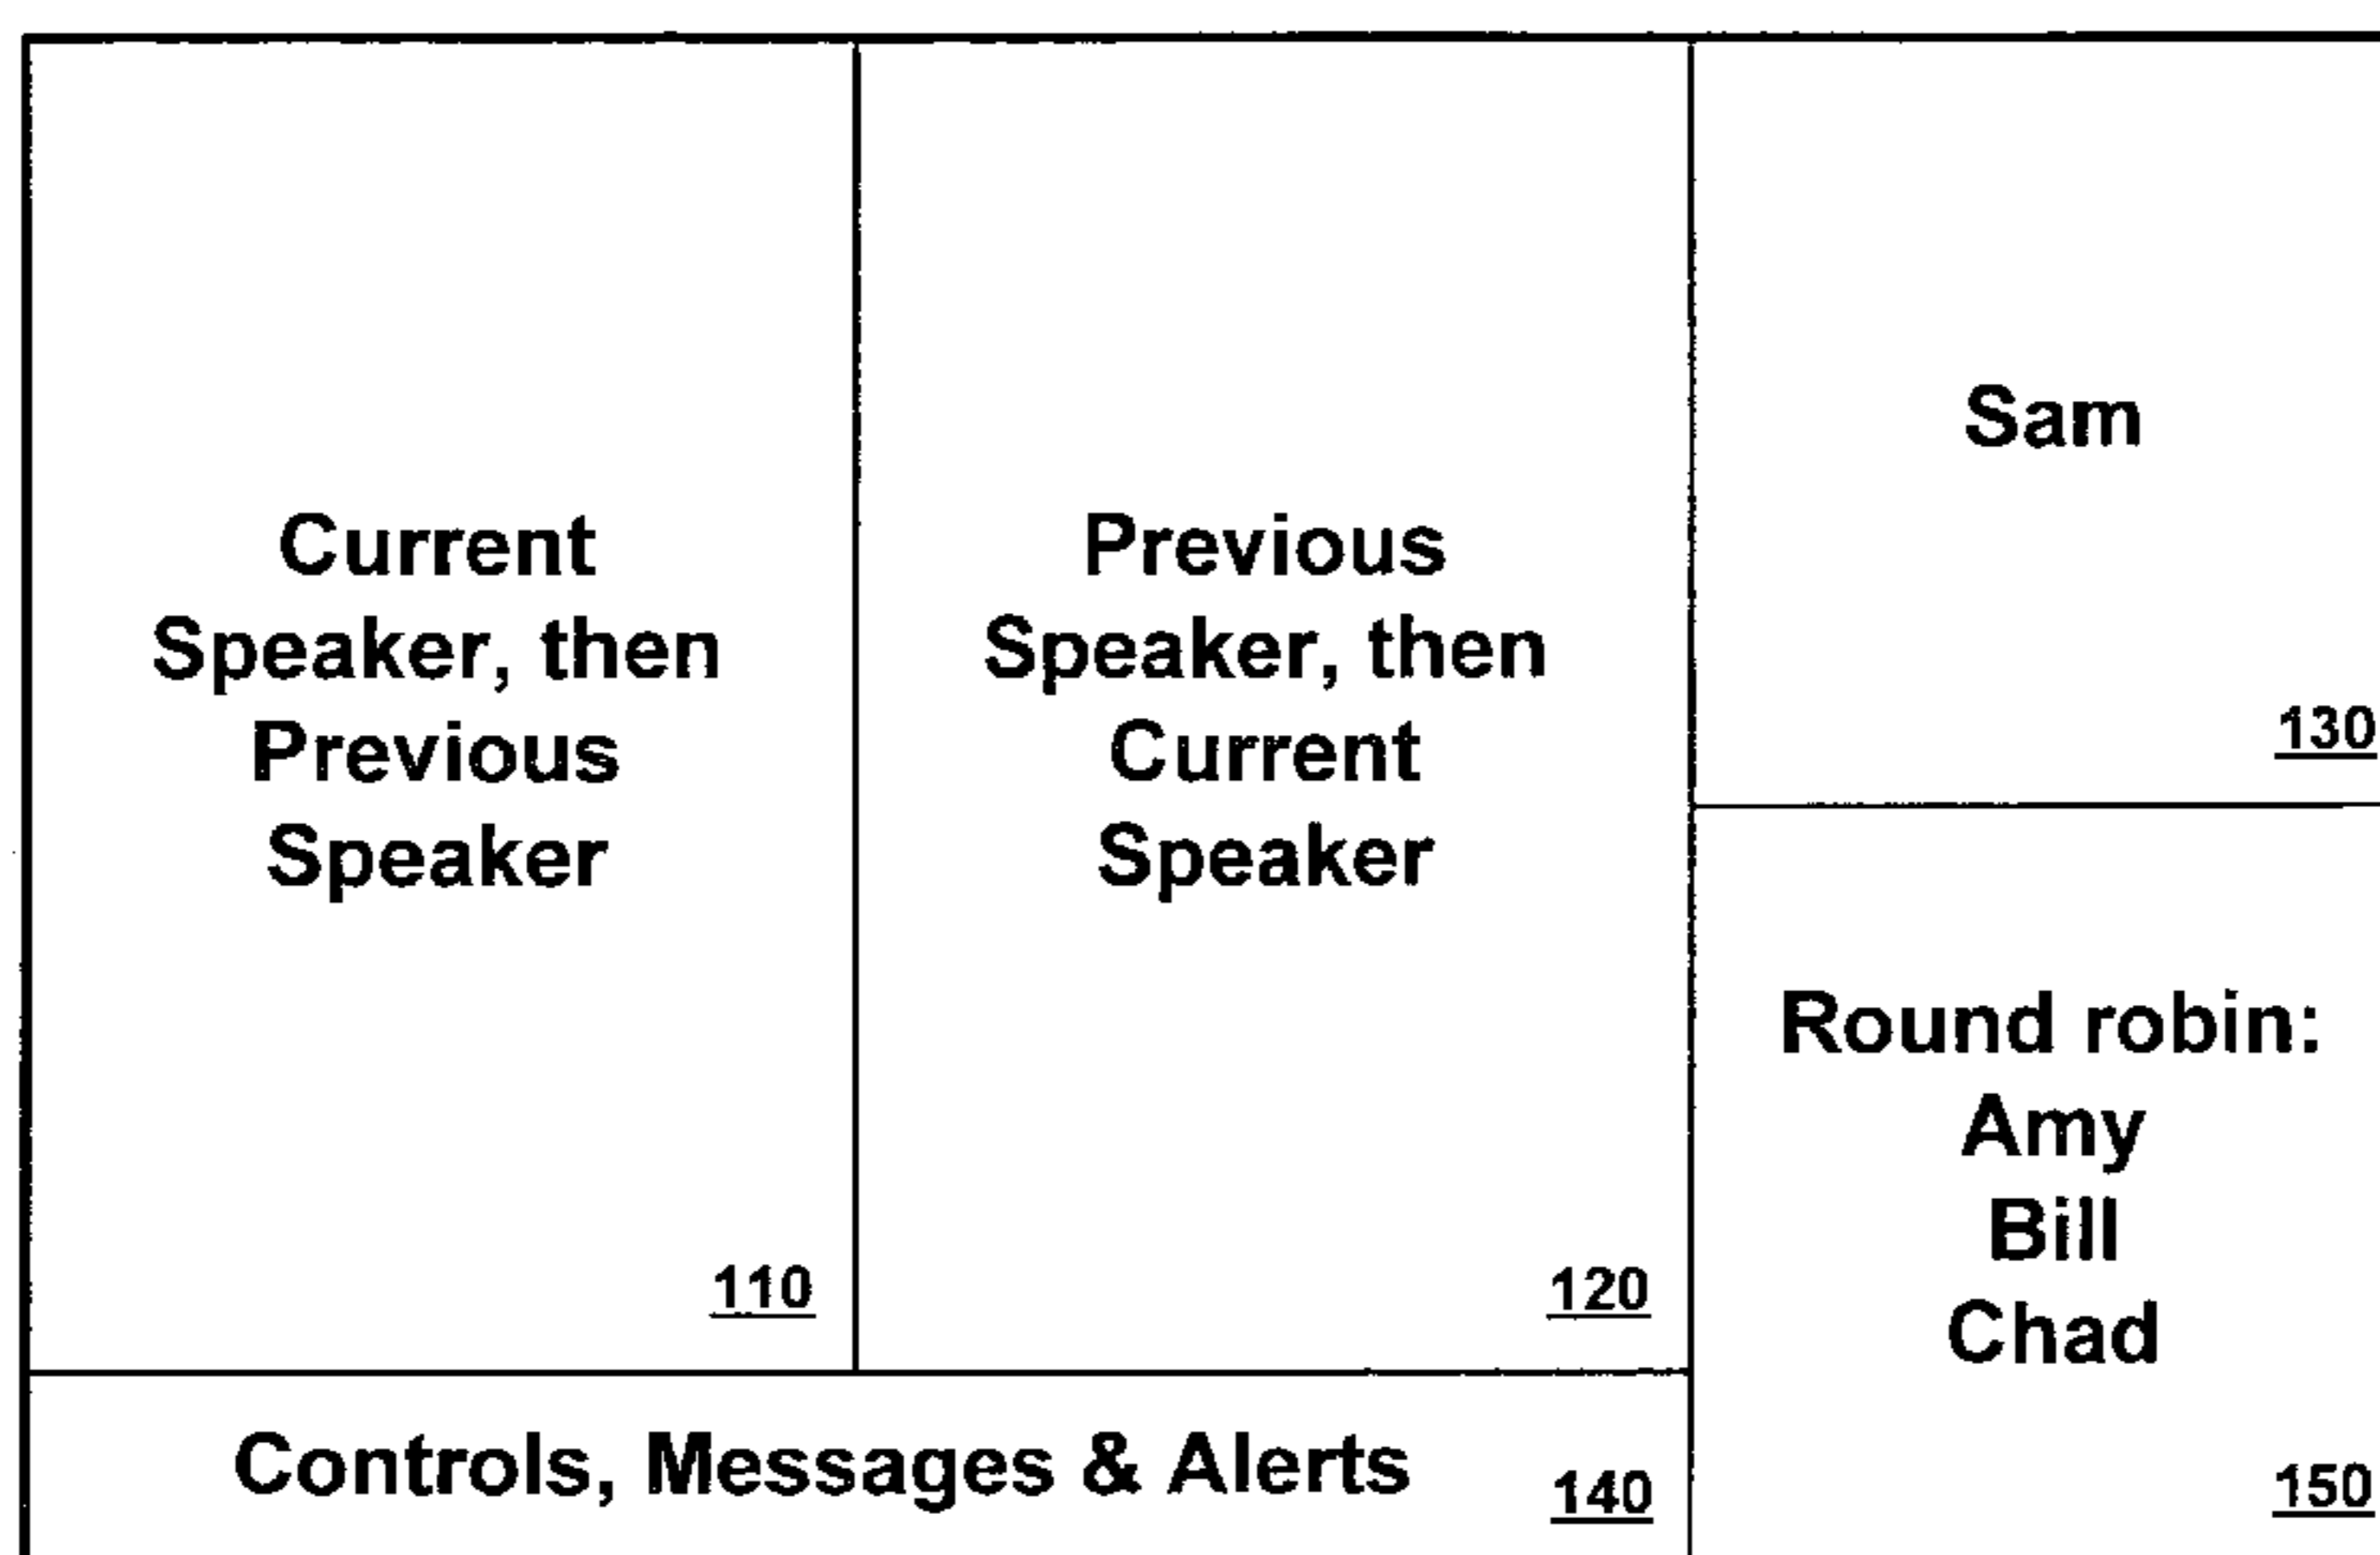 Current
Speaker, then
Previous
Speaker
110
Previous
Speaker, then
Current
Speaker
120
Sam
130
Round robin:
Amy
Bill
Chad
150
Controls, Messages & Alerts
140